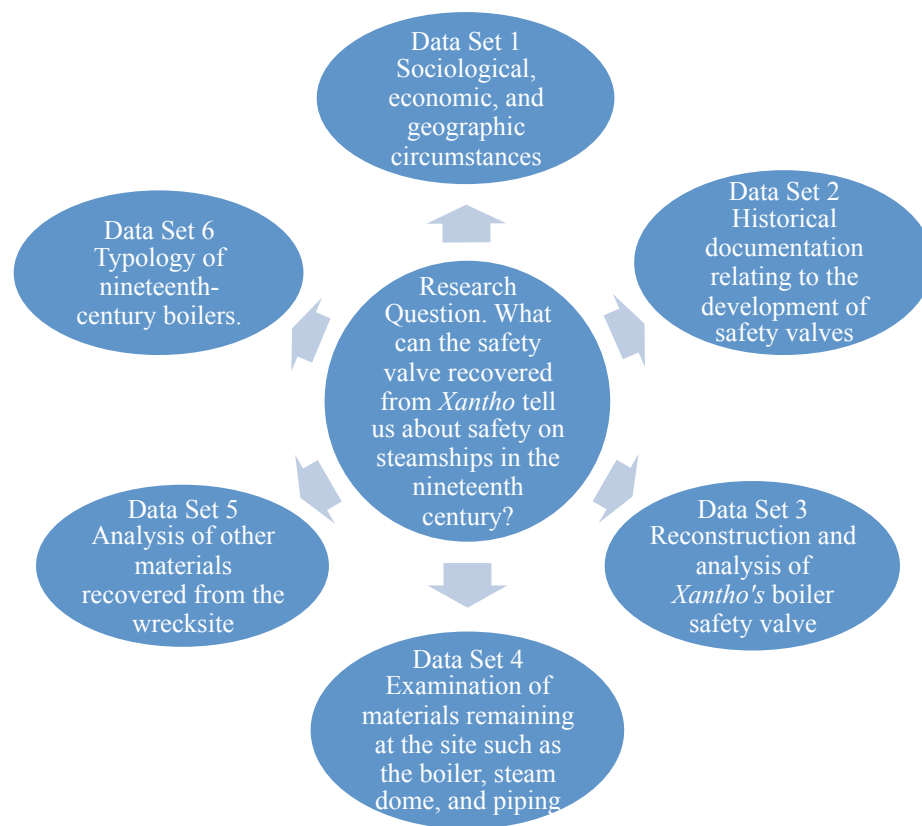 Data Set 1
Sociological,
economic, and
geographic
circumstances
Data Set 2
Historical
documentation
relating to the
development of
safety valves
Data Set 6
Typology of
nineteenth-
century boilers.
Research
Question. What
can the safety
valve recovered
from Xantho tell
us about safety on
steamships in the
nineteenth
century?
Data Set 5
Analysis of other
materials
recovered from the
wrecksite
Data Set 3
Reconstruction and
analysis of
Xantho's boiler
safety valve
Data Set 4
Examination of
materials remaining
at the site such as
the boiler, steam
dome, and piping